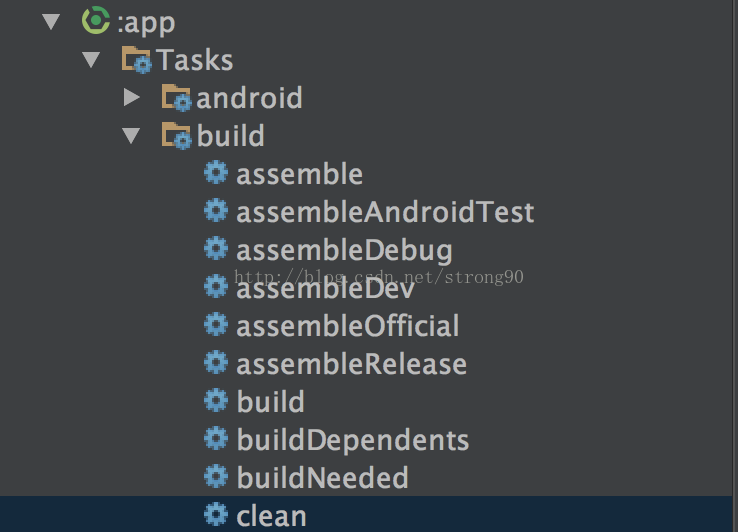 :app
Tasks
android
build
assemble
assembleAndroidTest
assembleDebug
http://blog.csdn.net/strong90
assembleDev
assembleOfficial
assembleRelease
build
buildDependents
buildNeeded
clean